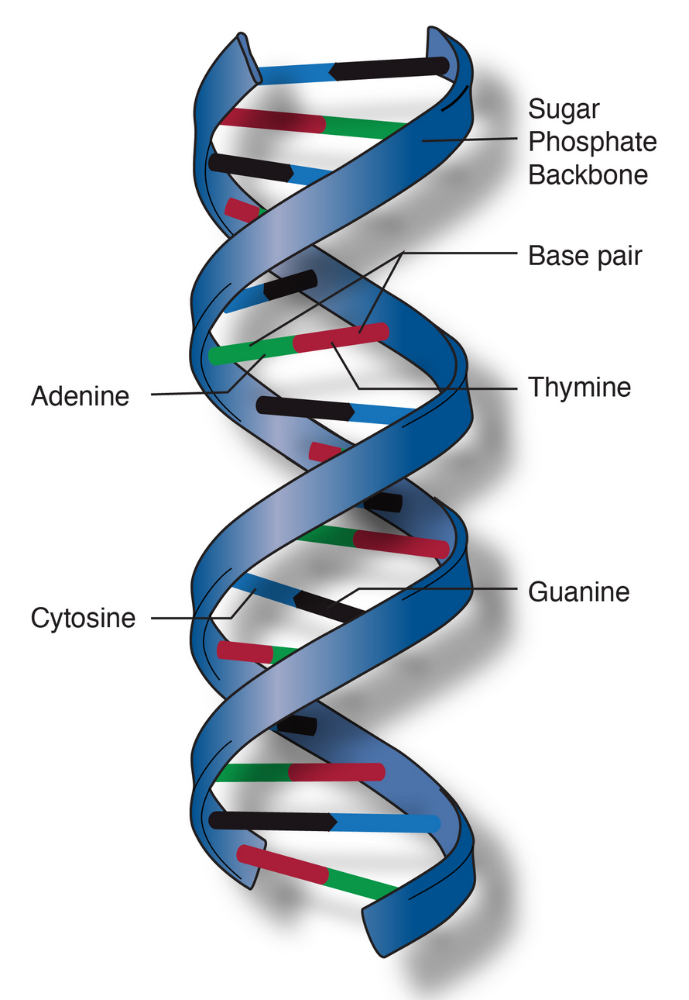 Sugar
Phosphate
Backbone
Base pair
Adenine
Thymine
Cytosine
Guanine